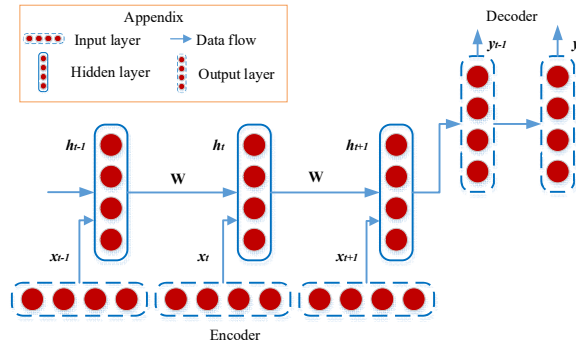 Appendix
Input layer
Data flow
Hidden layer
Output layer
Decoder
yt-1
y
ht-1
ht
ht+1
W
W
xt-1
xt
xt+1
Encoder